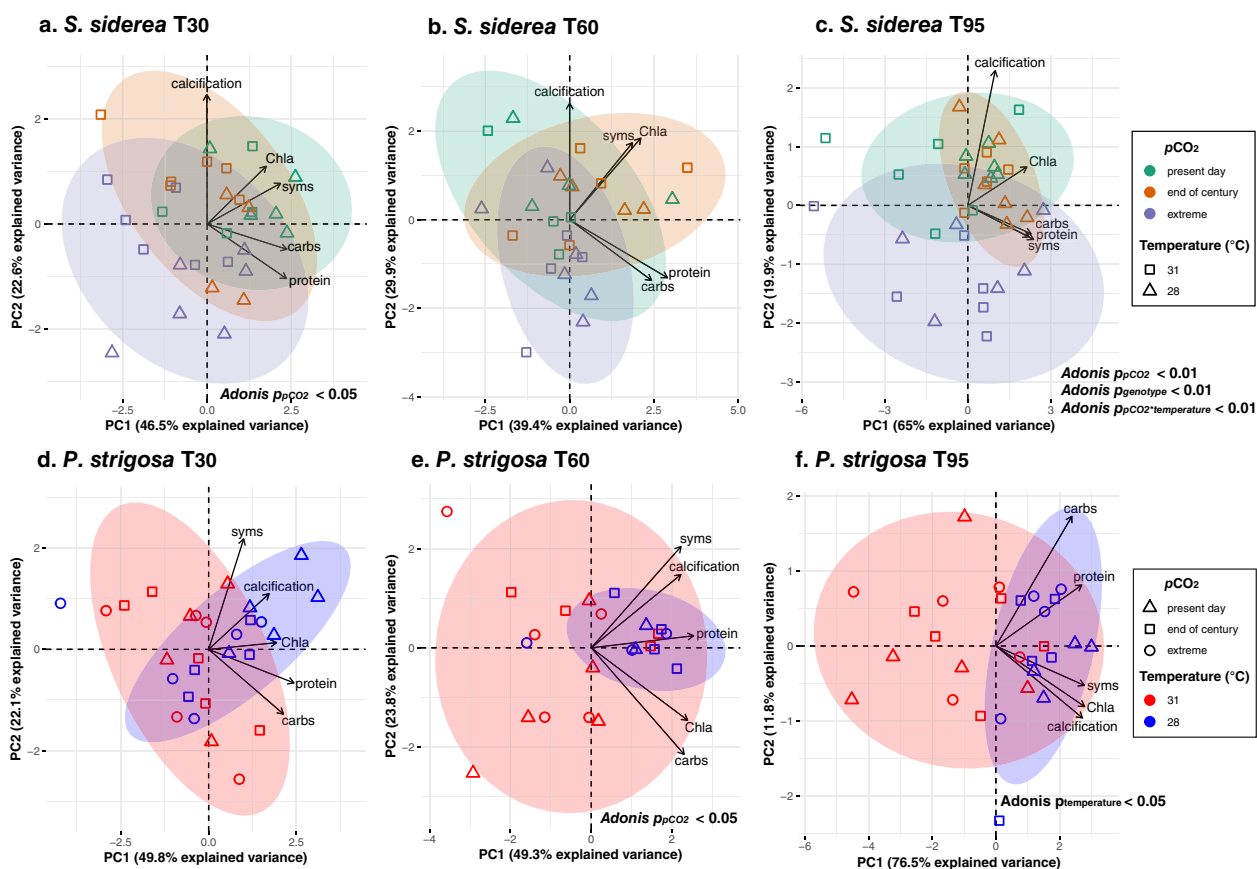 a. S. siderea T30
b. S. siderea T60
c. S. siderea T95
calcification
Chla
syms
carbs
protein
2
0
−2
−2.5
0.0
2.5
PC2 (22.6% explained variance)
PC1 (46.5% explained variance)
Adonis ppCO2 < 0.05
calcification
syms
Chla
protein
carbs
2
0
−2
−4
−2.5
0.0
2.5
5.0
PC2 (29.9% explained variance)
PC1 (39.4% explained variance)
calcification
Chla
carbs
protein
syms
2
1
0
−1
−2
−3
−6
−3
0
3
PC2 (19.9% explained variance)
PC1 (65% explained variance)
Adonis ppCO2 < 0.01
Adonis pgenotype < 0.01
Adonis ppCO2*temperature < 0.01
pCO2
present day
end of century
extreme
Temperature (°C)
31
28
d. P. strigosa T30
e. P. strigosa T60
f. P. strigosa T95
syms
calcification
Chla
protein
carbs
2
0
−2
−2.5
0.0
2.5
PC2 (22.1% explained variance)
PC1 (49.8% explained variance)
syms
calcification
protein
Chla
carbs
2
0
−2
−4
−2
0
2
PC2 (23.8% explained variance)
PC1 (49.3% explained variance)
Adonis ppCO2 < 0.05
carbs
protein
syms
Chla
calcification
2
1
0
−1
−2
−6
−4
−2
0
2
4
PC2 (11.8% explained variance)
PC1 (76.5% explained variance)
Adonis ptemperature < 0.05
pCO2
present day
end of century
extreme
Temperature (°C)
31
28